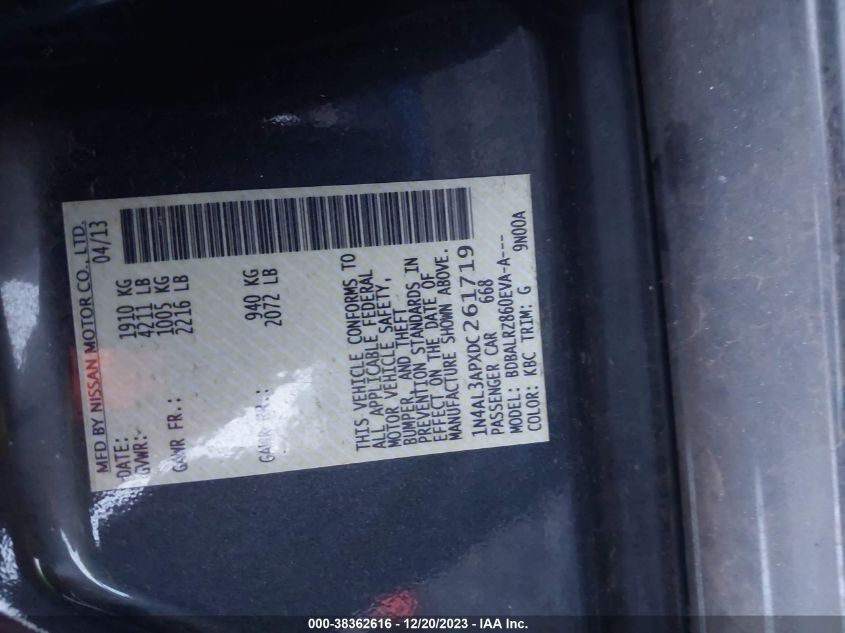 MFD BY NISSAN MOTOR CO., LTD.
DATE: 04/13
GVWR: 1910 KG
4211 LB
GAWR FR.: 1005 KG
2216 LB
GAWR RR.: 940 KG
2072 LB
THIS VEHICLE CONFORMS TO
ALL APPLICABLE FEDERAL
MOTOR VEHICLE SAFETY,
BUMPER, AND THEFT
PREVENTION STANDARDS IN
EFFECT ON THE DATE OF
MANUFACTURE SHOWN ABOVE.
1N4AL3APXDC261719
PASSENGER CAR 668
MODEL: BDBALRZ860EVA-A---
COLOR: KBC TRIM: G 9N00A
000-38362616 - 12/20/2023 - IAA Inc.